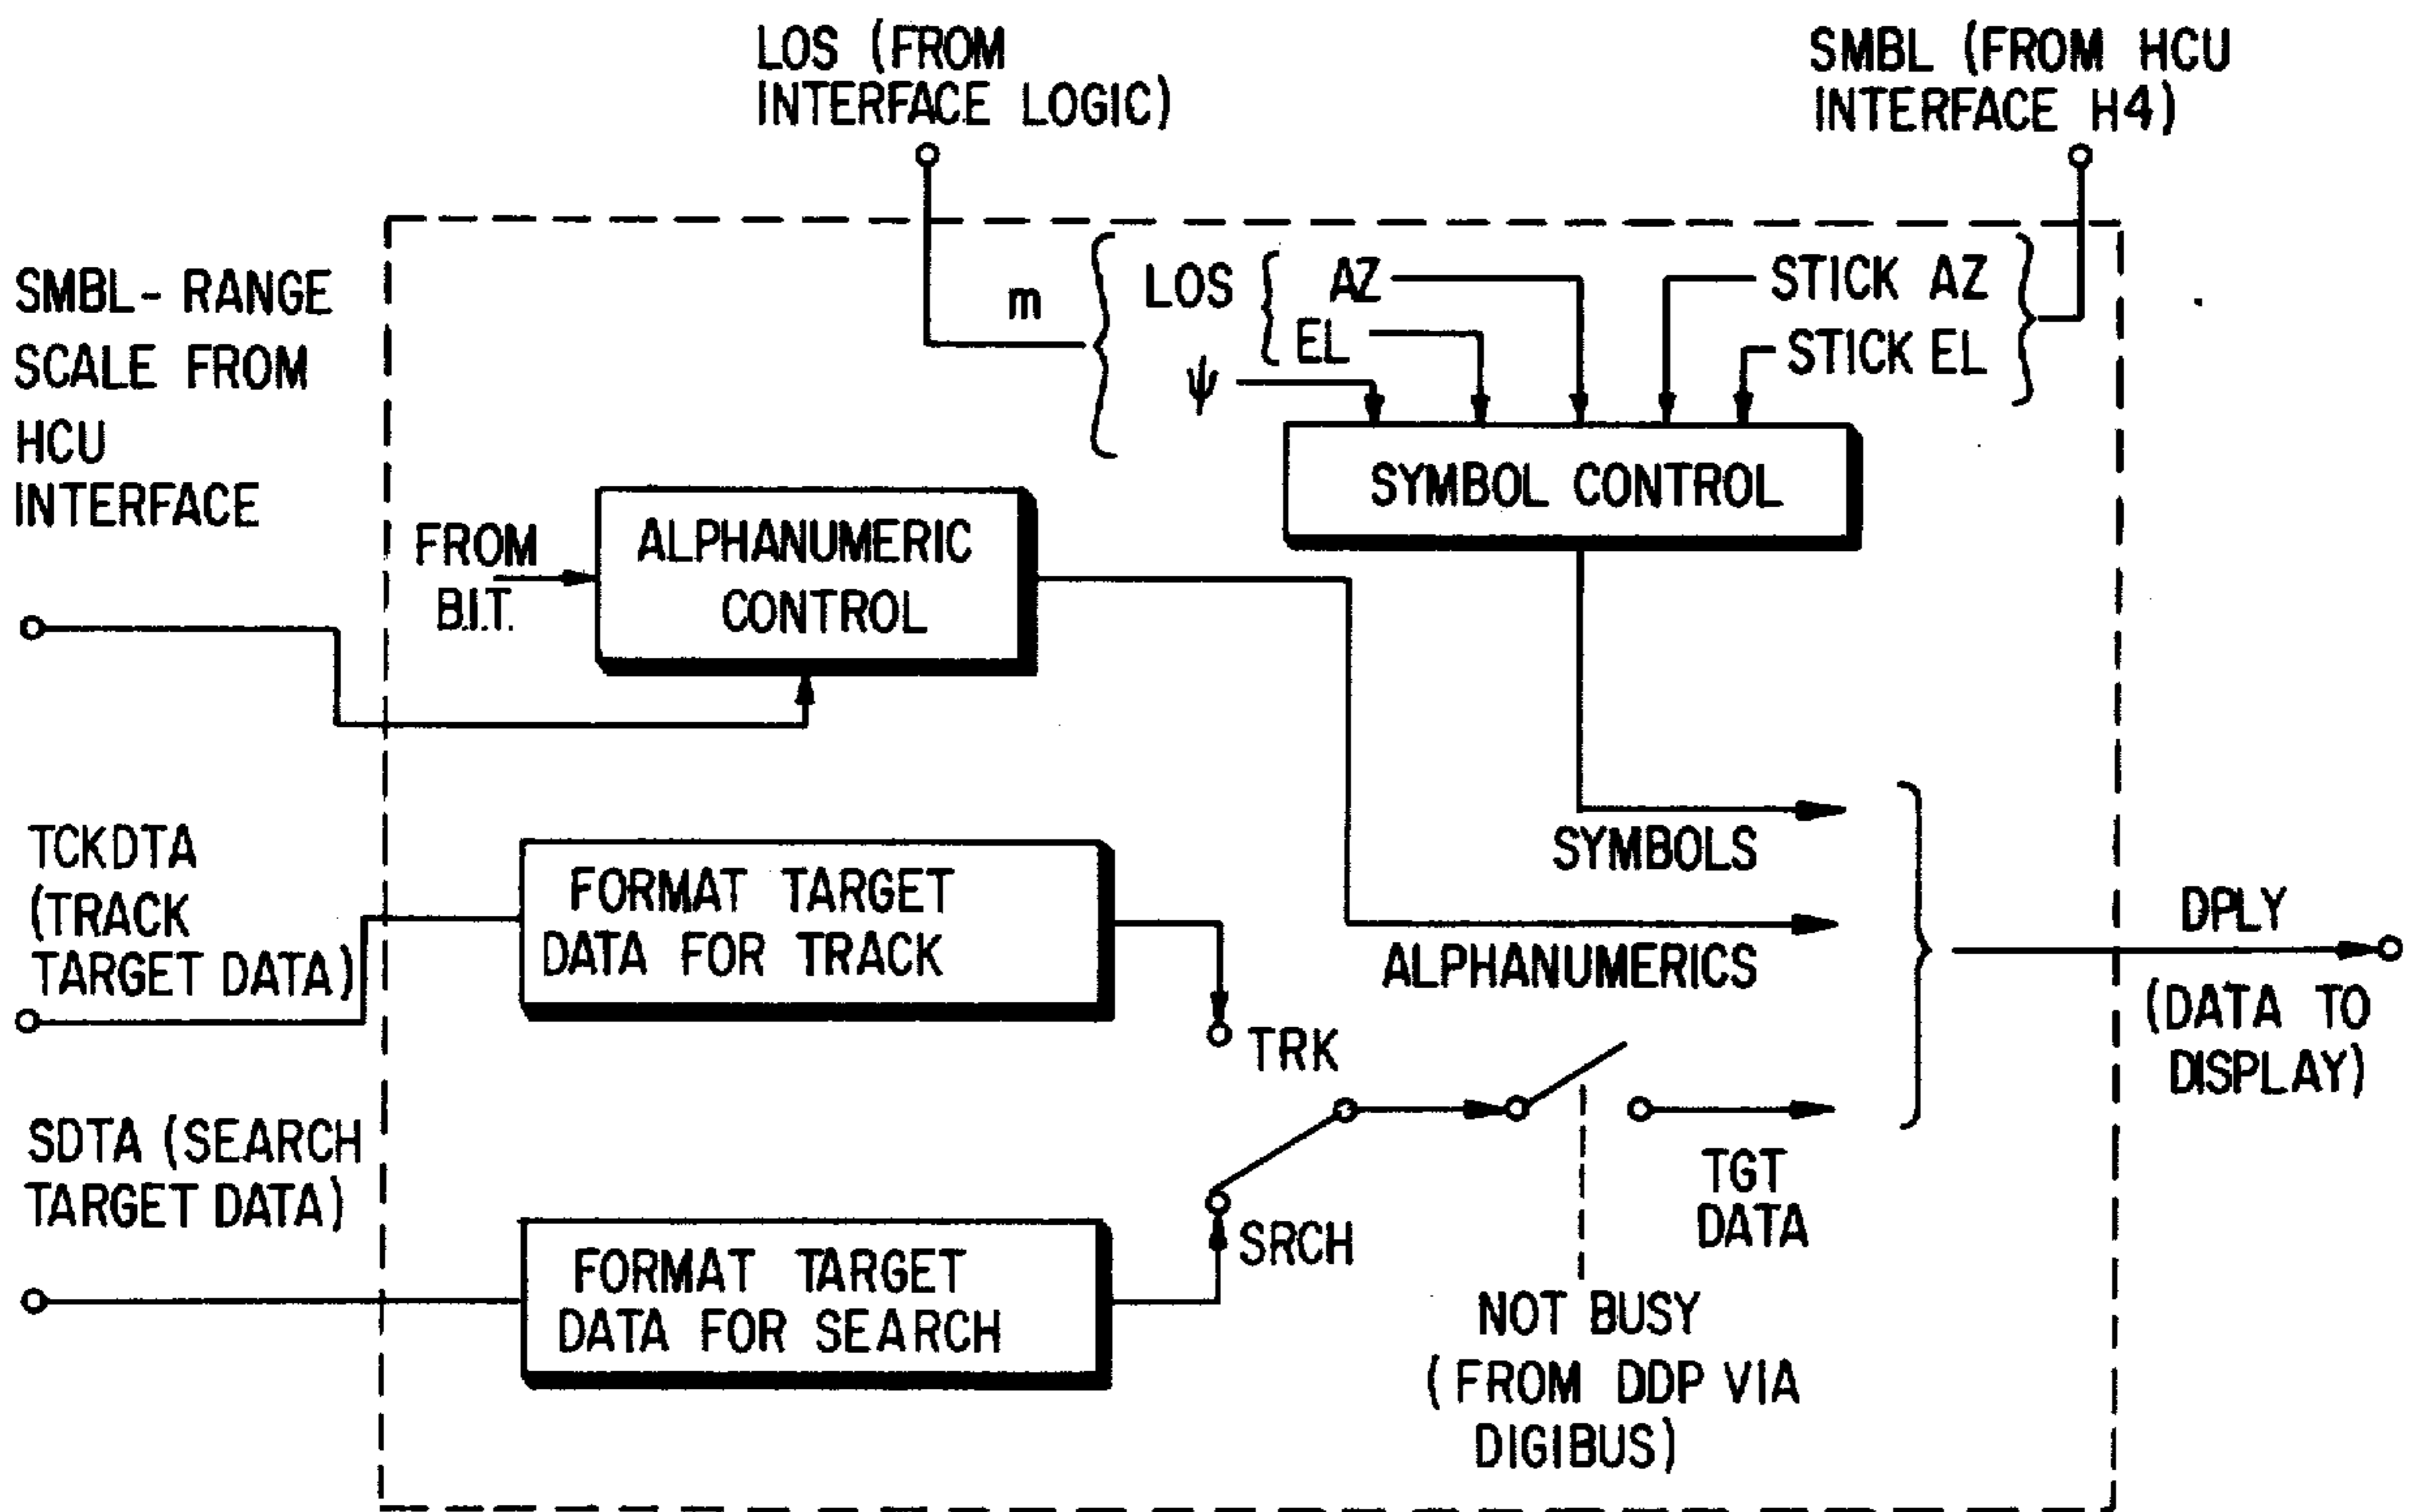 LOS (FROM
INTERFACE LOGIC)
SMBL (FROM HCU
INTERFACE H4)
SMBL- RANGE
SCALE FROM
HCU
INTERFACE
m
LOS
AZ
EL
ψ
STICK AZ
STICK EL
SYMBOL CONTROL
FROM
B.I.T.
ALPHANUMERIC
CONTROL
TCKDTA
(TRACK
TARGET DATA)
FORMAT TARGET
DATA FOR TRACK
SYMBOLS
ALPHANUMERICS
DPLY
(DATA TO
DISPLAY)
TRK
SDTA (SEARCH
TARGET DATA)
FORMAT TARGET
DATA FOR SEARCH
SRCH
TGT
DATA
NOT BUSY
(FROM DDP VIA
DIGIBUS)